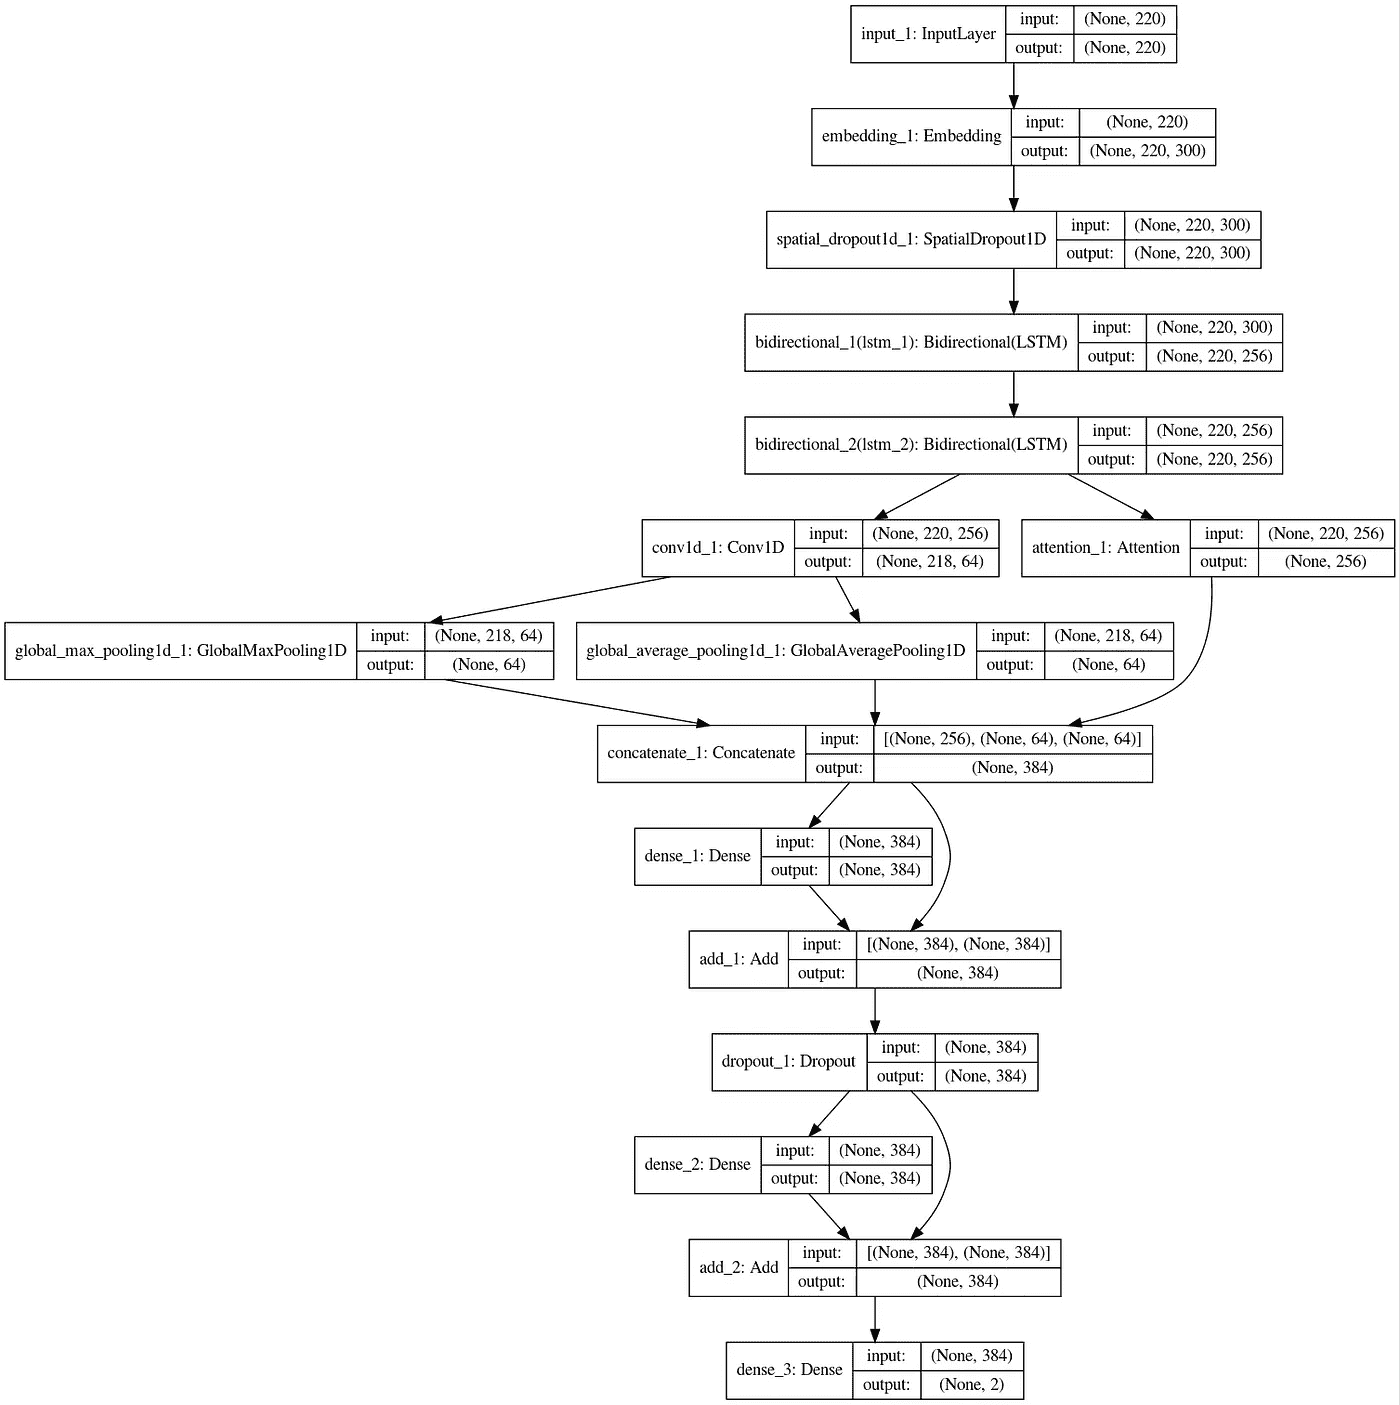 input_1: InputLayer
input: (None, 220)
output: (None, 220)
embedding_1: Embedding
input: (None, 220)
output: (None, 220, 300)
spatial_dropout1d_1: SpatialDropout1D
input: (None, 220, 300)
output: (None, 220, 300)
bidirectional_1(lstm_1): Bidirectional(LSTM)
input: (None, 220, 300)
output: (None, 220, 256)
bidirectional_2(lstm_2): Bidirectional(LSTM)
input: (None, 220, 256)
output: (None, 220, 256)
conv1d_1: Conv1D
input: (None, 220, 256)
output: (None, 218, 64)
attention_1: Attention
input: (None, 220, 256)
output: (None, 256)
global_max_pooling1d_1: GlobalMaxPooling1D
input: (None, 218, 64)
output: (None, 64)
global_average_pooling1d_1: GlobalAveragePooling1D
input: (None, 218, 64)
output: (None, 64)
concatenate_1: Concatenate
input: [(None, 256), (None, 64), (None, 64)]
output: (None, 384)
dense_1: Dense
input: (None, 384)
output: (None, 384)
add_1: Add
input: [(None, 384), (None, 384)]
output: (None, 384)
dropout_1: Dropout
input: (None, 384)
output: (None, 384)
dense_2: Dense
input: (None, 384)
output: (None, 384)
add_2: Add
input: [(None, 384), (None, 384)]
output: (None, 384)
dense_3: Dense
input: (None, 384)
output: (None, 2)